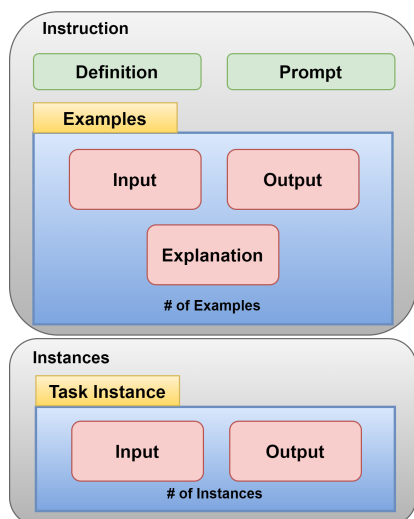 Instruction
Definition
Prompt
Examples
Input
Output
Explanation
# of Examples
Instances
Task Instance
Input
Output
# of Instances